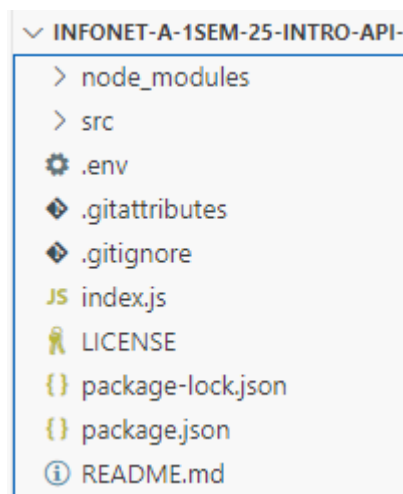 INFONET-A-1SEM-25-INTRO-API-
node_modules
src
.env
.gitattributes
.gitignore
JS index.js
LICENSE
{} package-lock.json
{} package.json
README.md